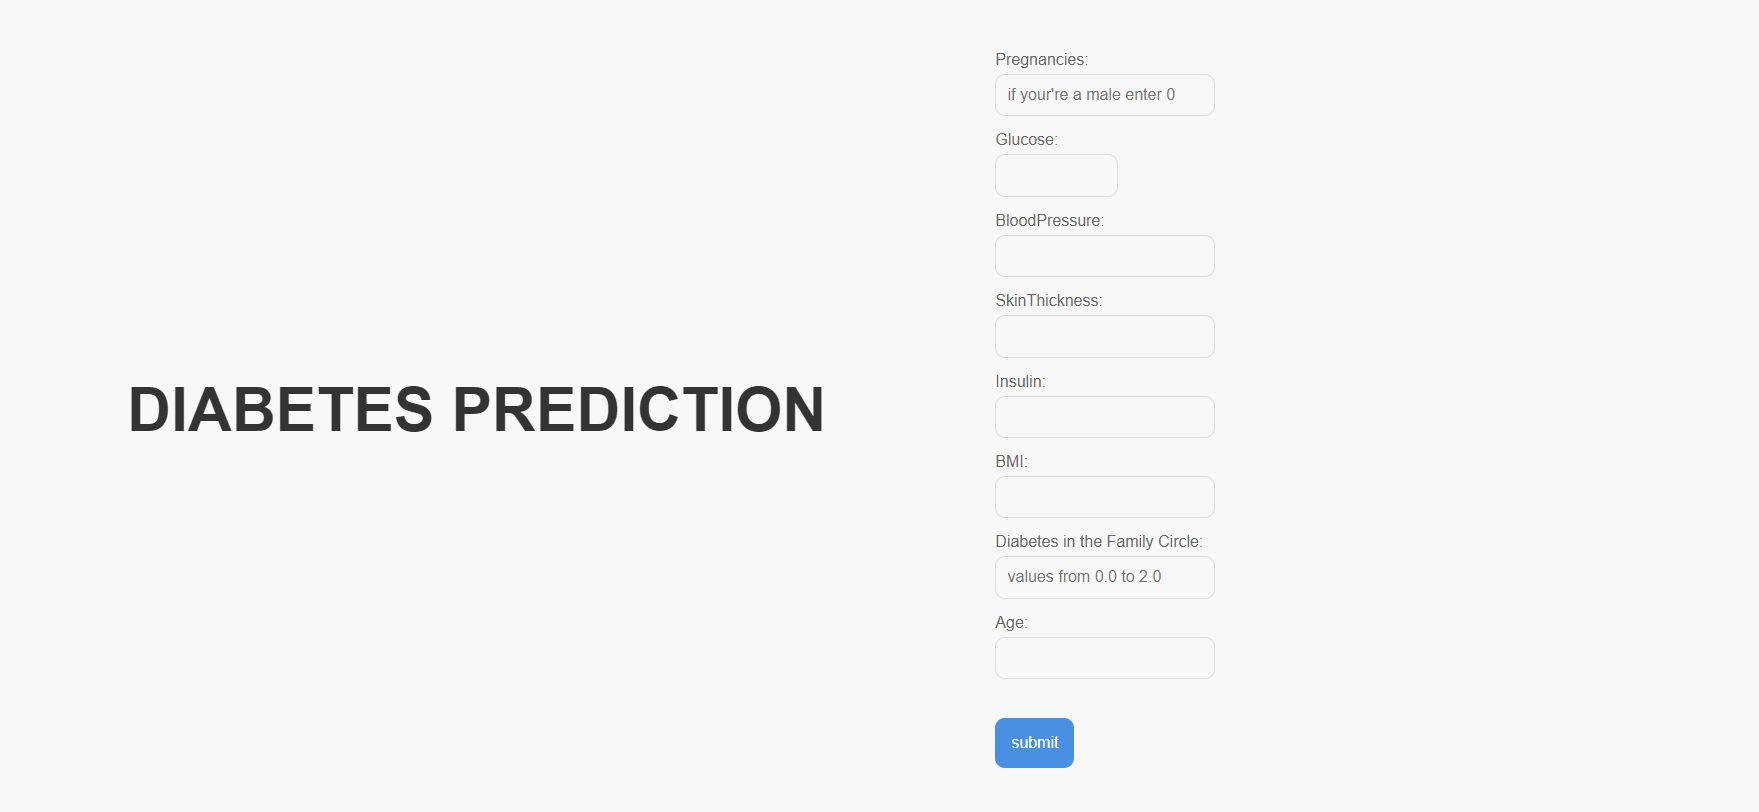 DIABETES PREDICTION
Pregnancies:
if your're a male enter 0
Glucose:
BloodPressure:
SkinThickness:
Insulin:
BMI:
Diabetes in the Family Circle:
values from 0.0 to 2.0
Age:
submit